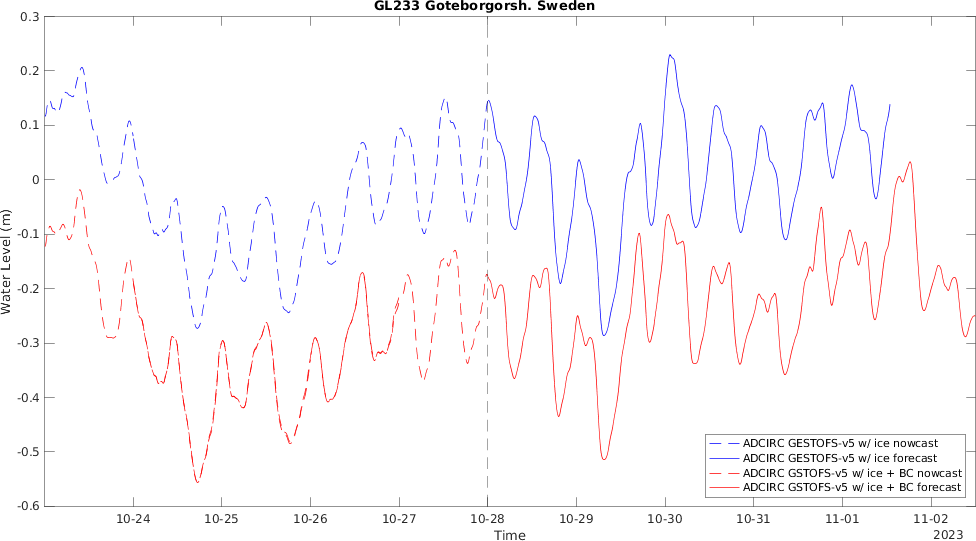 GL233 Goteborgorsh. Sweden
0.3
0.2
0.1
0
-0.1
-0.2
-0.3
-0.4
-0.5
-0.6
Water Level (m)
ADCIRC GESTOFS-v5 w/ ice nowcast
ADCIRC GESTOFS-v5 w/ ice forecast
ADCIRC GSTOFS-v5 w/ ice + BC nowcast
ADCIRC GSTOFS-v5 w/ ice + BC forecast
10-24 10-25 10-26 10-27 10-28 10-29 10-30 10-31 11-01 11-02
Time 2023